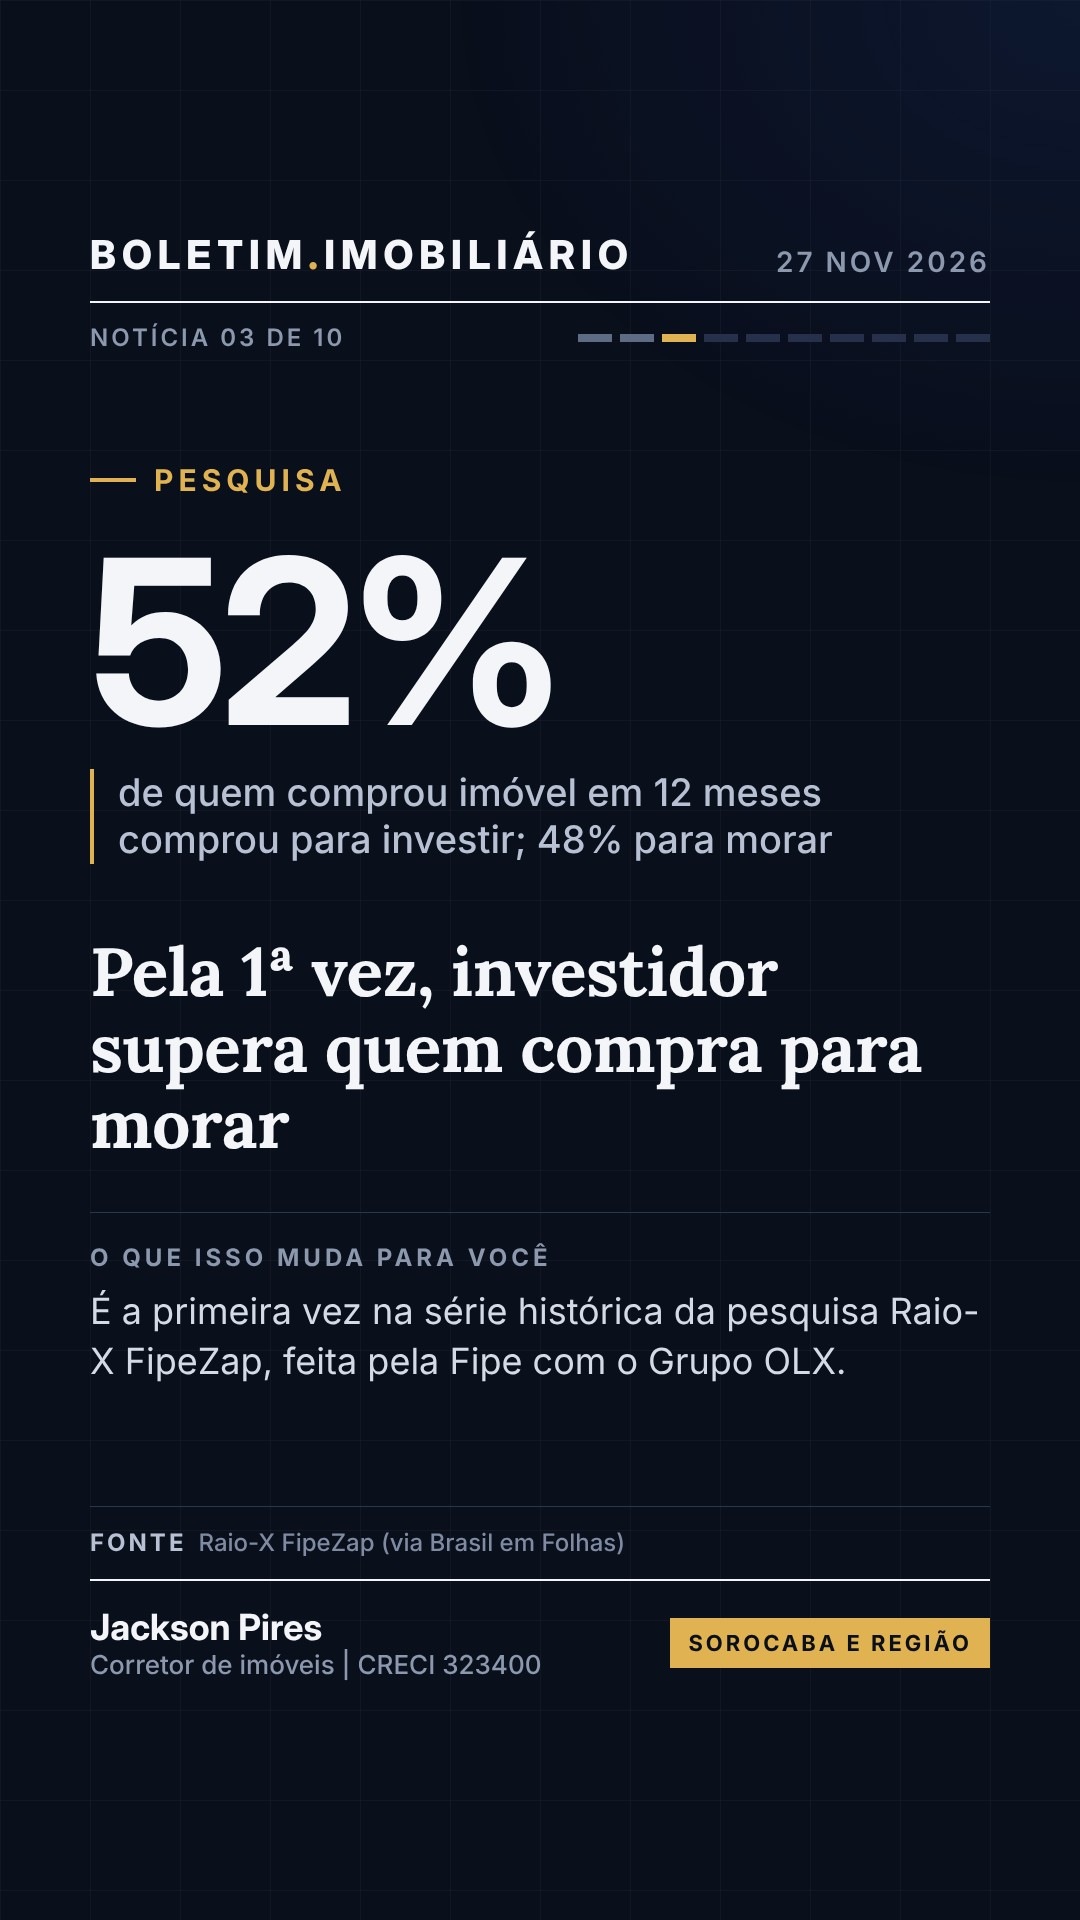 BOLETIM.IMOBILIÁRIO
27 NOV 2026
NOTÍCIA 03 DE 10
PESQUISA
52%
de quem comprou imóvel em 12 meses
comprou para investir; 48% para morar
Pela 1ª vez, investidor
supera quem compra para
morar
O QUE ISSO MUDA PARA VOCÊ
É a primeira vez na série histórica da pesquisa Raio-
X FipeZap, feita pela Fipe com o Grupo OLX.
FONTE Raio-X FipeZap (via Brasil em Folhas)
Jackson Pires
Corretor de imóveis | CRECI 323400
SOROCABA E REGIÃO